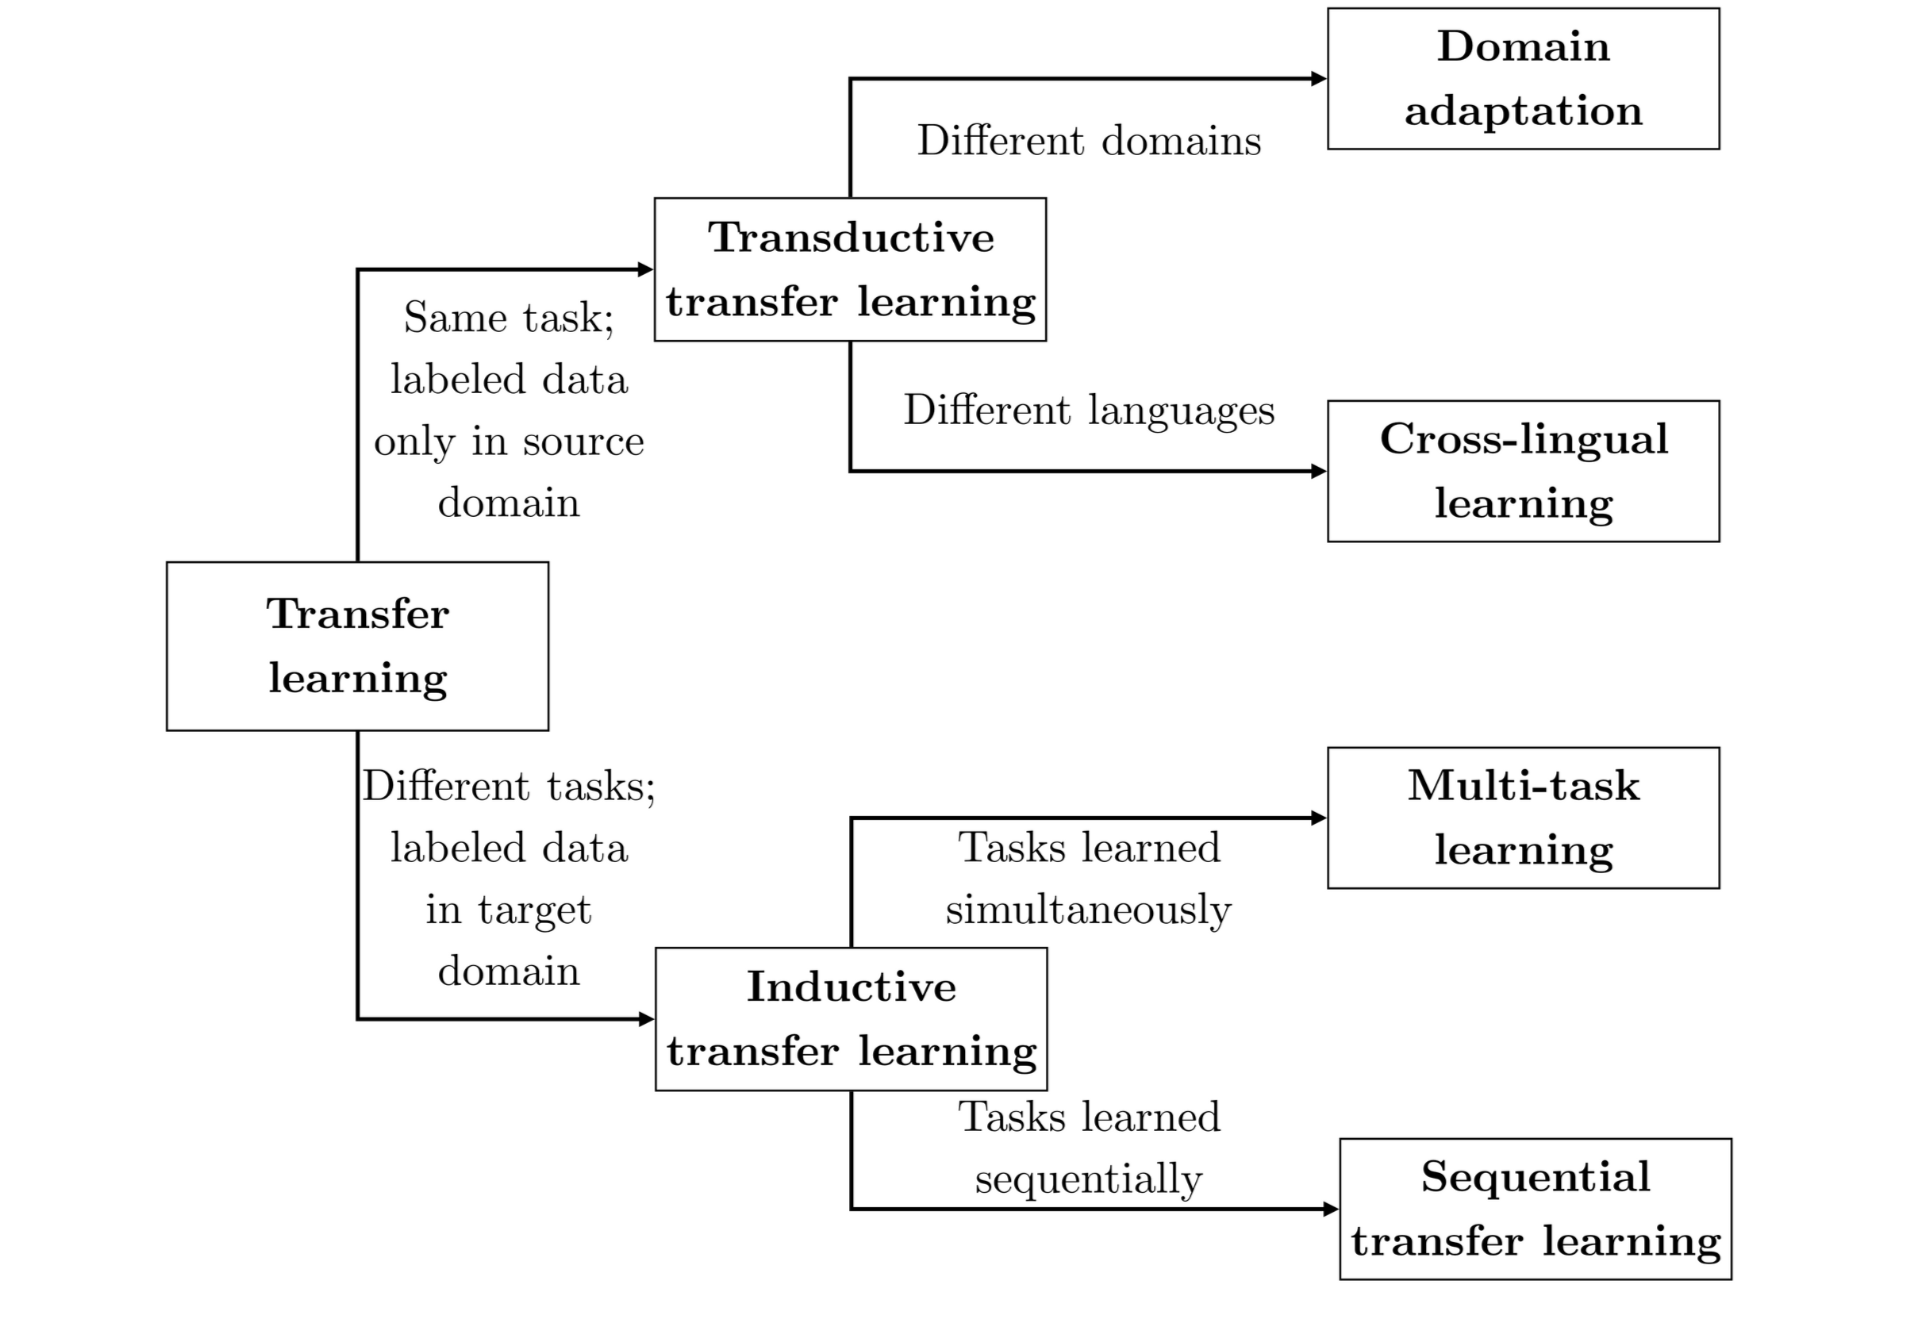 Domain
adaptation
Different domains
Transductive
transfer learning
Same task;
labeled data
only in source
domain
Different languages
Cross-lingual
learning
Transfer
learning
Different tasks;
labeled data
in target
domain
Multi-task
learning
Tasks learned
simultaneously
Inductive
transfer learning
Tasks learned
sequentially
Sequential
transfer learning